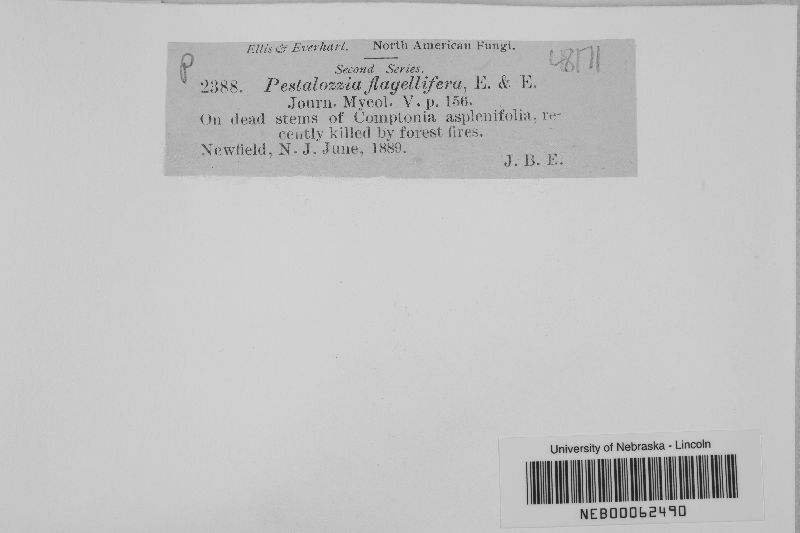 Ellis & Everhart. North American Fungi.
Second Series.
P
2388. Pestalozzia flagellifera, E. & E.
Journ. Mycol. V. p. 156.
On dead stems of Comptonia asplenifolia, re-
cently killed by forest fires.
Newfield, N. J. June, 1889.
J. B. E.
University of Nebraska - Lincoln
NEB00062490